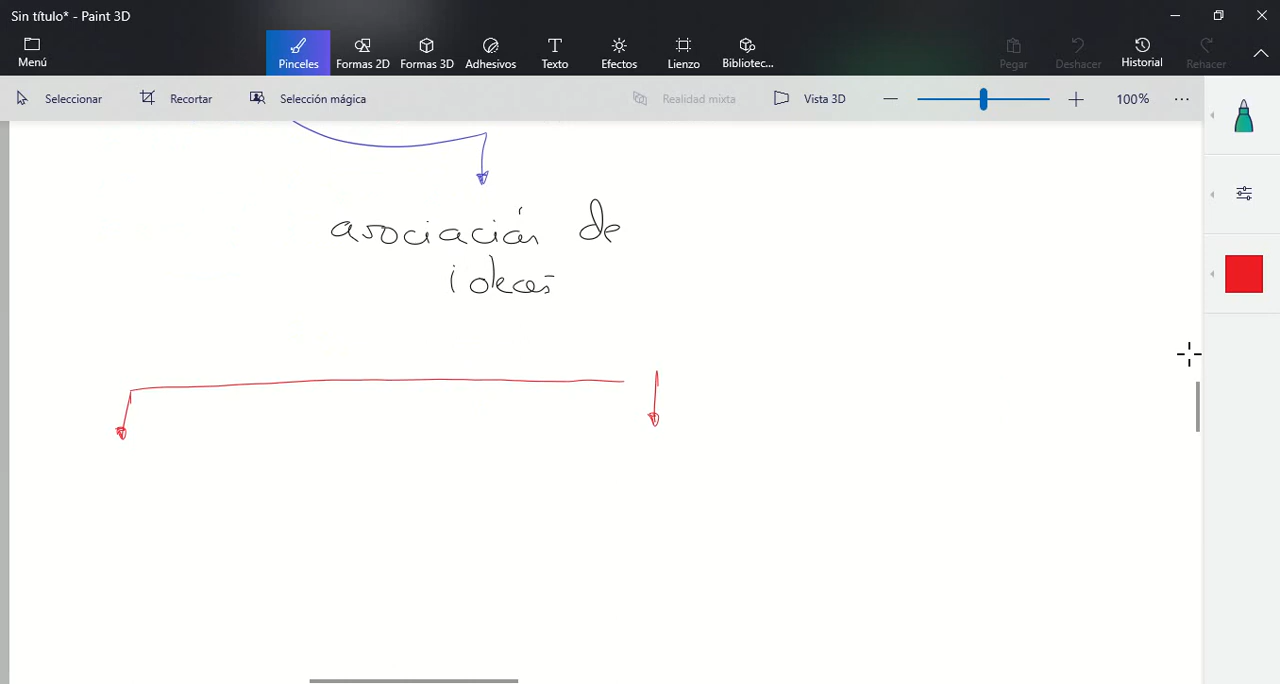 Sin título* - Paint 3D
Menú
Pinceles
Formas 2D
Formas 3D
Adhesivos
Texto
Efectos
Lienzo
Bibliotec...
Pegar
Deshacer
Historial
Rehacer
Seleccionar
Recortar
Selección mágica
Realidad mixta
Vista 3D
100%
asociación de
ideas